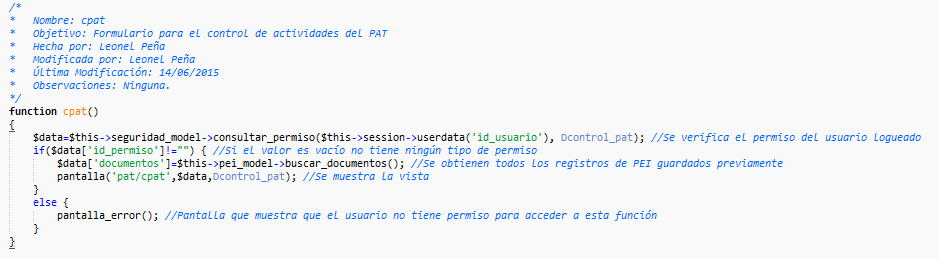 /*
*   Nombre: cpat
*   Objetivo: Formulario para el control de actividades del PAT
*   Hecha por: Leonel Peña
*   Modificada por: Leonel Peña
*   Última Modificación: 14/06/2015
*   Observaciones: Ninguna.
*/
function cpat()
{
    $data=$this->seguridad_model->consultar_permiso($this->session->userdata('id_usuario'), Dcontrol_pat); //Se verifica el permiso del usuario logueado
    if($data['id_permiso']!="") { //Si el valor es vacío no tiene ningún tipo de permiso
        $data['documentos']=$this->pei_model->buscar_documentos(); //Se obtienen todos los registros de PEI guardados previamente
        pantalla('pat/cpat',$data,Dcontrol_pat); //Se muestra la vista
    }
    else {
        pantalla_error(); //Pantalla que muestra que el usuario no tiene permiso para acceder a esta función
    }
}